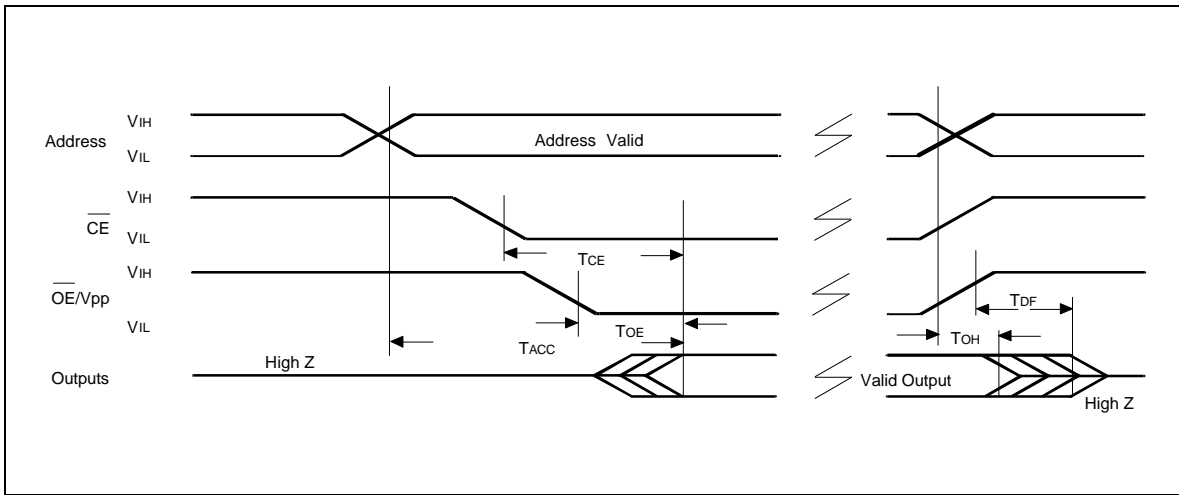 VIH
Address
Address Valid
VIL
VIH
CE
VIL
TCE
VIH
OE/Vpp
TDF
VIL
TOE
TOH
TACC
High Z
Outputs
Valid Output
High Z